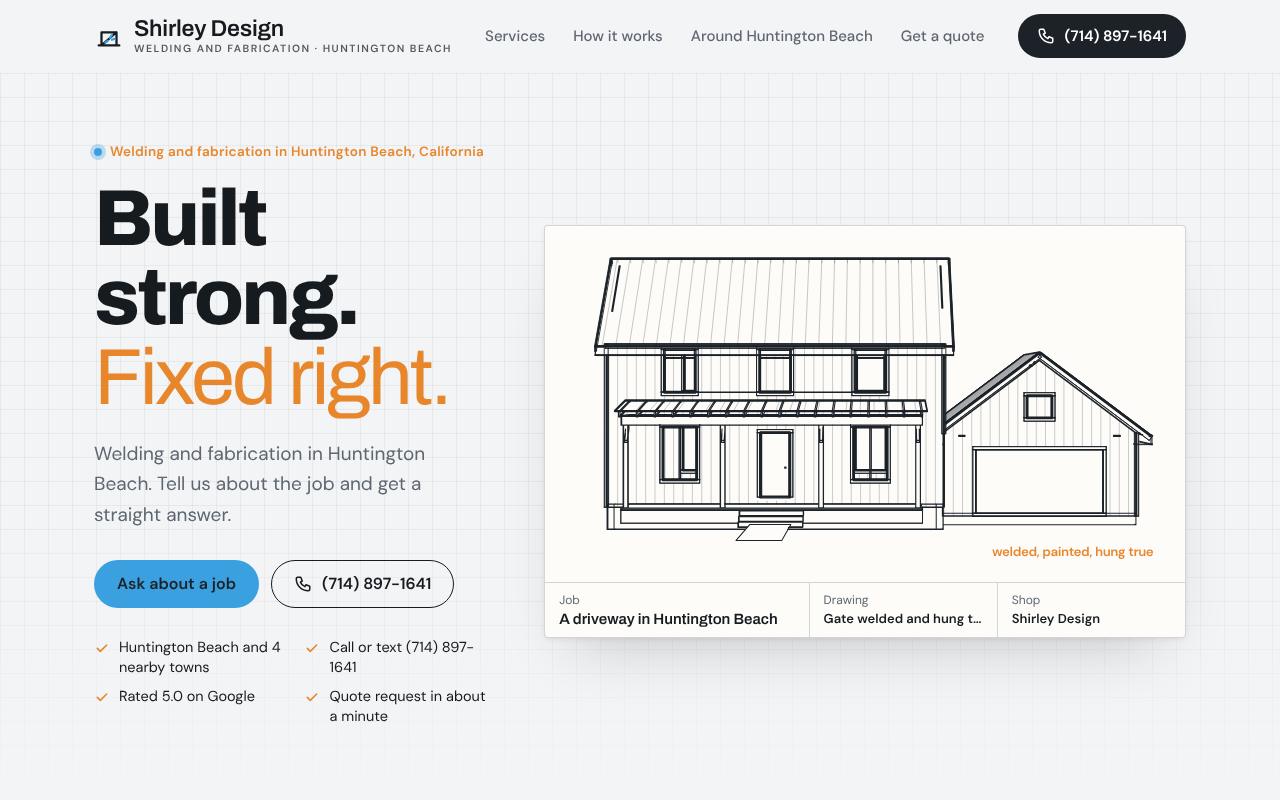 Shirley Design
WELDING AND FABRICATION · HUNTINGTON BEACH
Services
How it works
Around Huntington Beach
Get a quote
(714) 897-1641
Welding and fabrication in Huntington Beach, California
Built
strong.
Fixed right.
Welding and fabrication in Huntington
Beach. Tell us about the job and get a
straight answer.
Ask about a job
(714) 897-1641
Huntington Beach and 4
nearby towns
Call or text (714) 897-
1641
Rated 5.0 on Google
Quote request in about
a minute
welded, painted, hung true
Job
A driveway in Huntington Beach
Drawing
Gate welded and hung t...
Shop
Shirley Design